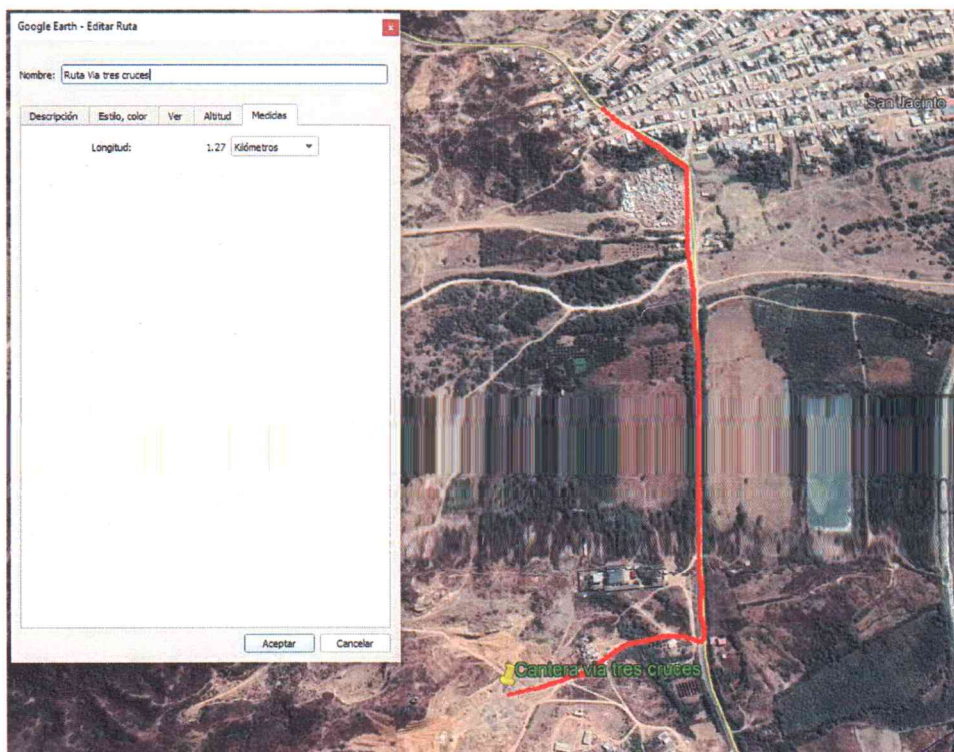 Google Earth - Editar Ruta
x
Nombre: Ruta Via tres cruces
Descripción Estilo, color Ver Altitud Medidas
Longitud: 1.27 Kilómetros
Aceptar Cancelar
San Jacinto
Cantera via tres cruces